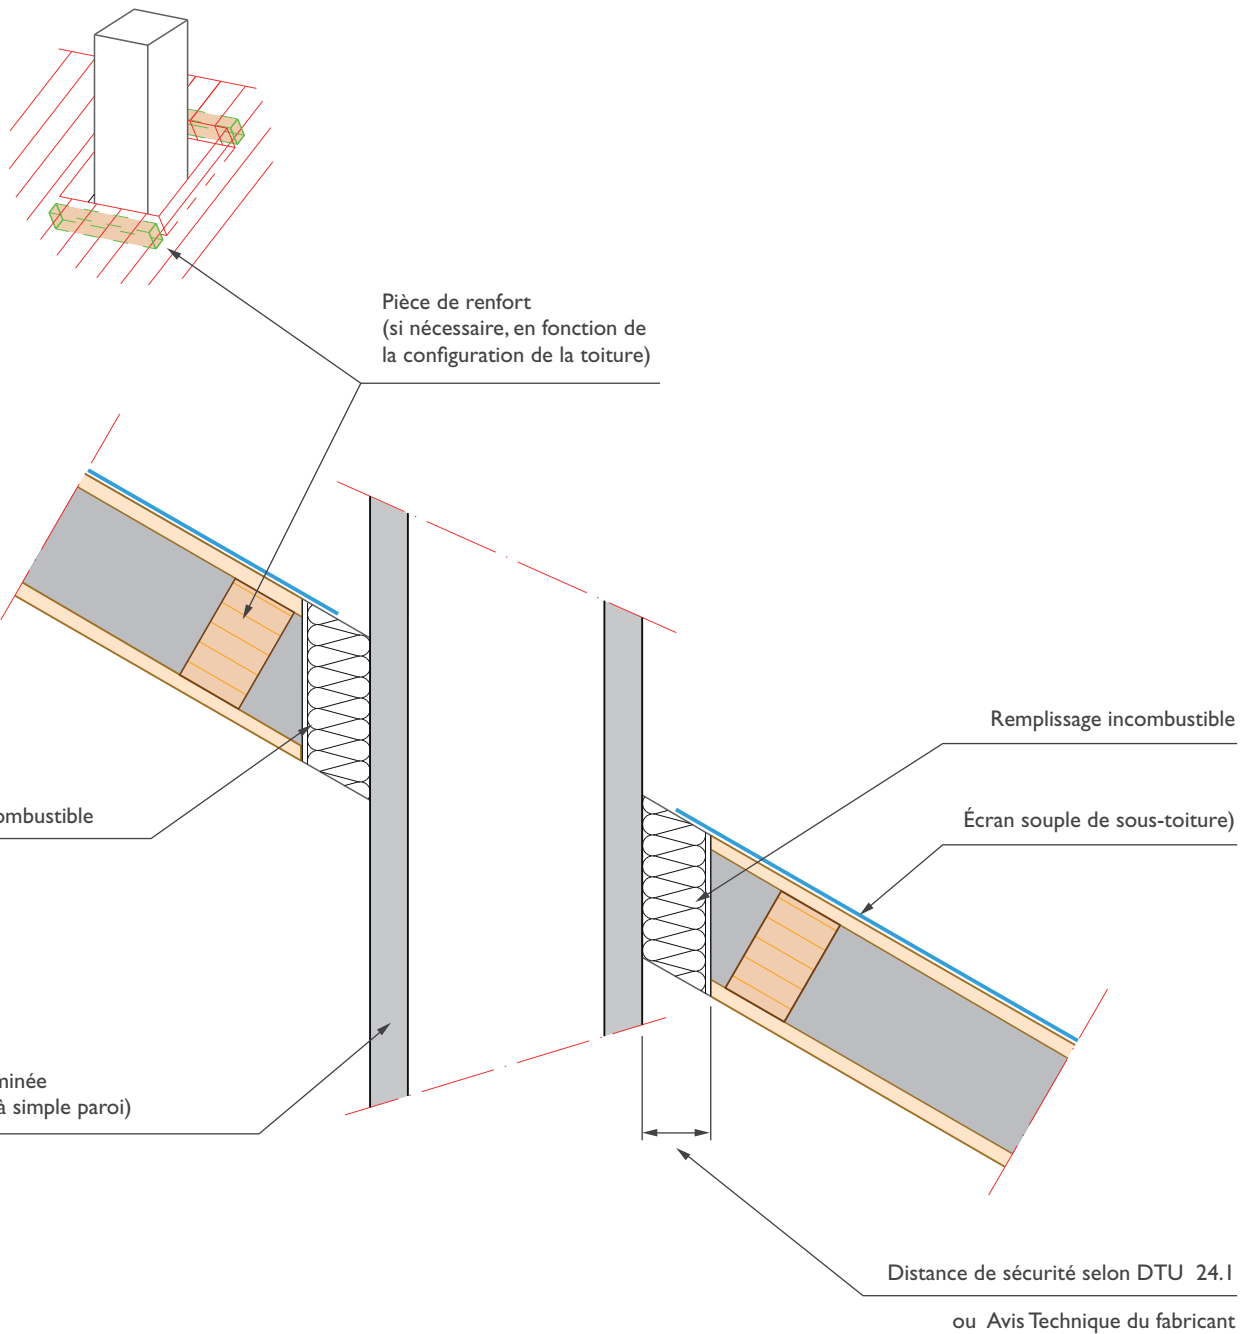 Pièce de renfort
(si nécessaire, en fonction de
la configuration de la toiture)
Remplissage incombustible
Écran souple de sous-toiture)
ombustible
minée
à simple paroi)
Distance de sécurité selon DTU 24.1
ou Avis Technique du fabricant